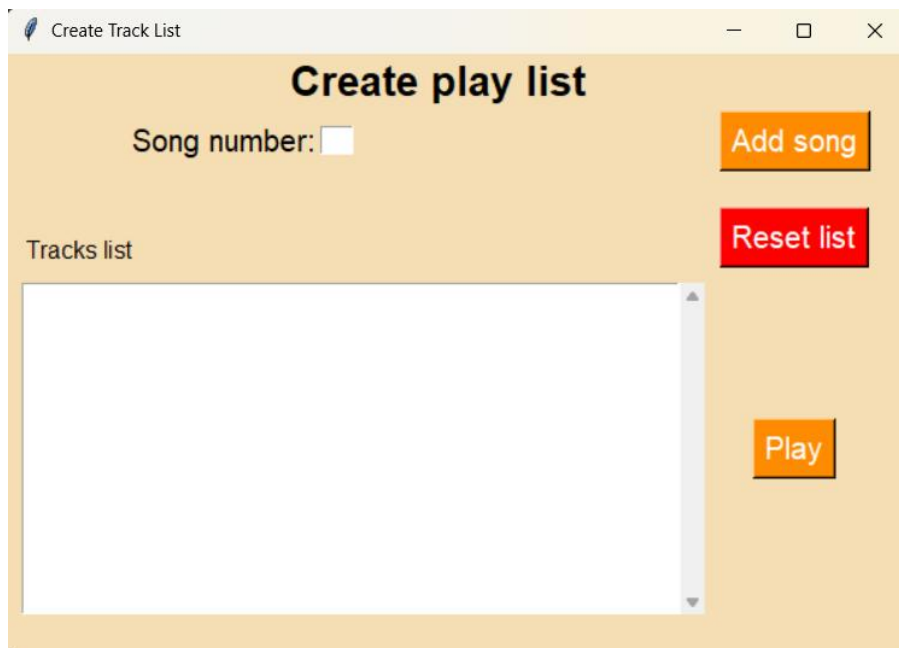 Create Track List
Create play list
Song number:
Add song
Reset list
Tracks list
Play